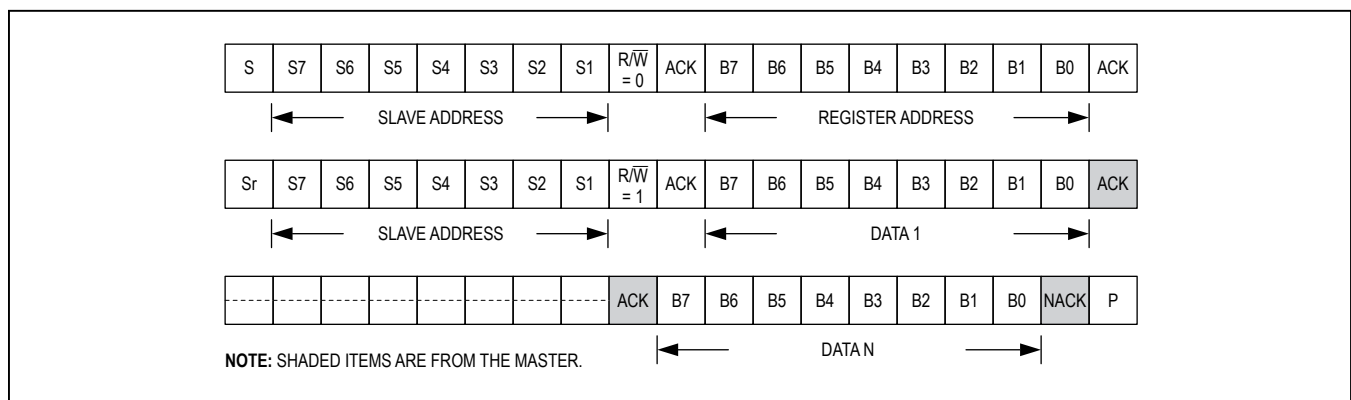 S S7 S6 S5 S4 S3 S2 S1 R/W̅ = 0 ACK B7 B6 B5 B4 B3 B2 B1 B0 ACK
SLAVE ADDRESS REGISTER ADDRESS
Sr S7 S6 S5 S4 S3 S2 S1 R/W̅ = 1 ACK B7 B6 B5 B4 B3 B2 B1 B0 ACK
SLAVE ADDRESS DATA 1
ACK B7 B6 B5 B4 B3 B2 B1 B0 NACK P
DATA N
NOTE: SHADED ITEMS ARE FROM THE MASTER.